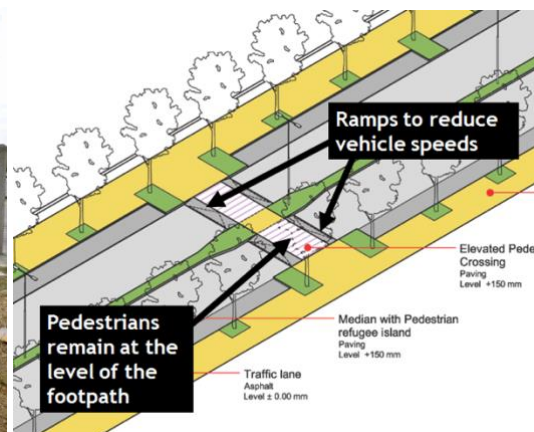 Ramps to reduce
vehicle speeds
Elevated
Crossing
Paving
Level +150 mm
Pedestrians
remain at the
level of the
footpath
Median with Pedestrian
refugee island
Paving
Level +150 mm
Traffic lane
Asphalt
Level ± 0.00 mm